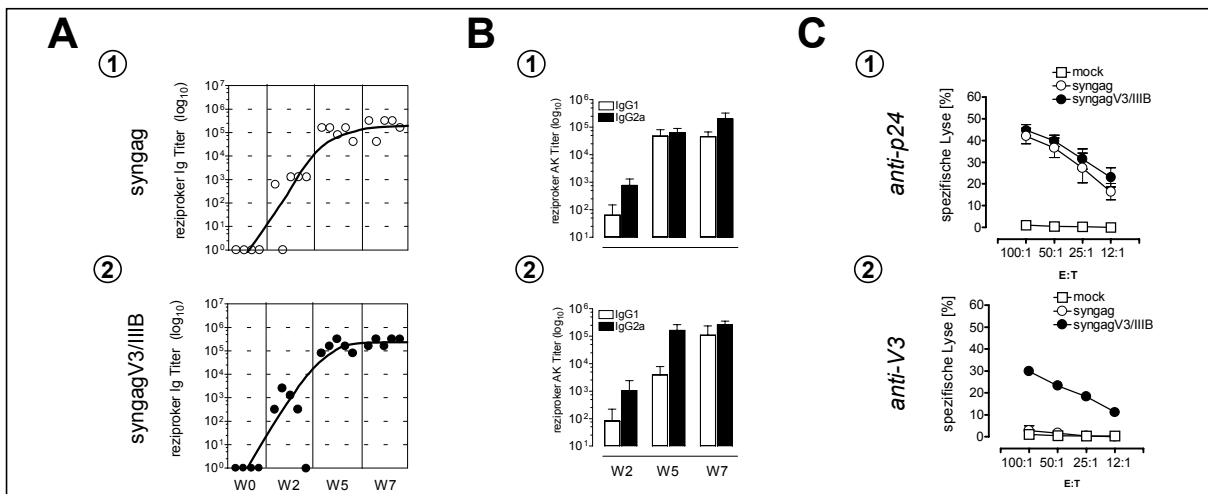 A
B
C
1
syngag
reziproker Ig Titer (log10)
10^7
10^6
10^5
10^4
10^3
10^2
10^1
10^0
2
syngagV3/IIIB
reziproker Ig Titer (log10)
10^7
10^6
10^5
10^4
10^3
10^2
10^1
10^0
W0 W2 W5 W7
1
reziproker AK Titer (log10)
10^6
10^5
10^4
10^3
10^2
10^1
IgG1
IgG2a
2
reziproker AK Titer (log10)
10^6
10^5
10^4
10^3
10^2
10^1
IgG1
IgG2a
W2 W5 W7
1
anti-p24
mock
syngag
syngagV3/IIIB
spezifische Lyse [%]
60
50
40
30
20
10
0
100:1 50:1 25:1 12:1
E:T
2
anti-V3
mock
syngag
syngagV3/IIIB
spezifische Lyse [%]
60
50
40
30
20
10
0
100:1 50:1 25:1 12:1
E:T